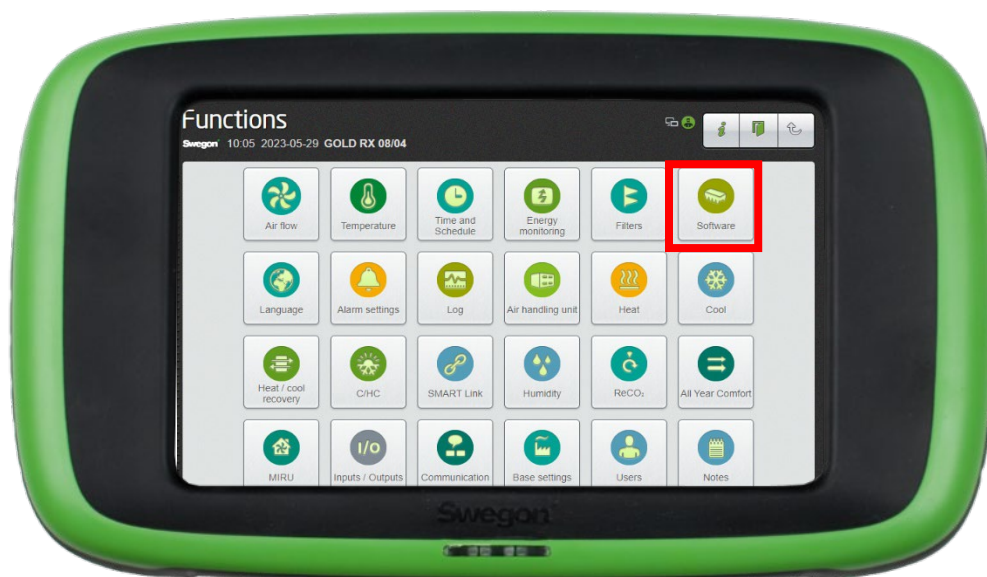 Functions
Swegon 10:05 2023-05-29 GOLD RX 08/04
Air flow
Temperature
Time and
Schedule
Energy
monitoring
Filters
Software
Language
Alarm settings
Log
Air handling unit
Heat
Cool
Heat / cool
recovery
C/HC
SMART Link
Humidity
ReCO₂
All Year Comfort
MIRU
I/O
Inputs / Outputs
Communication
Base settings
Users
Notes
Swegon